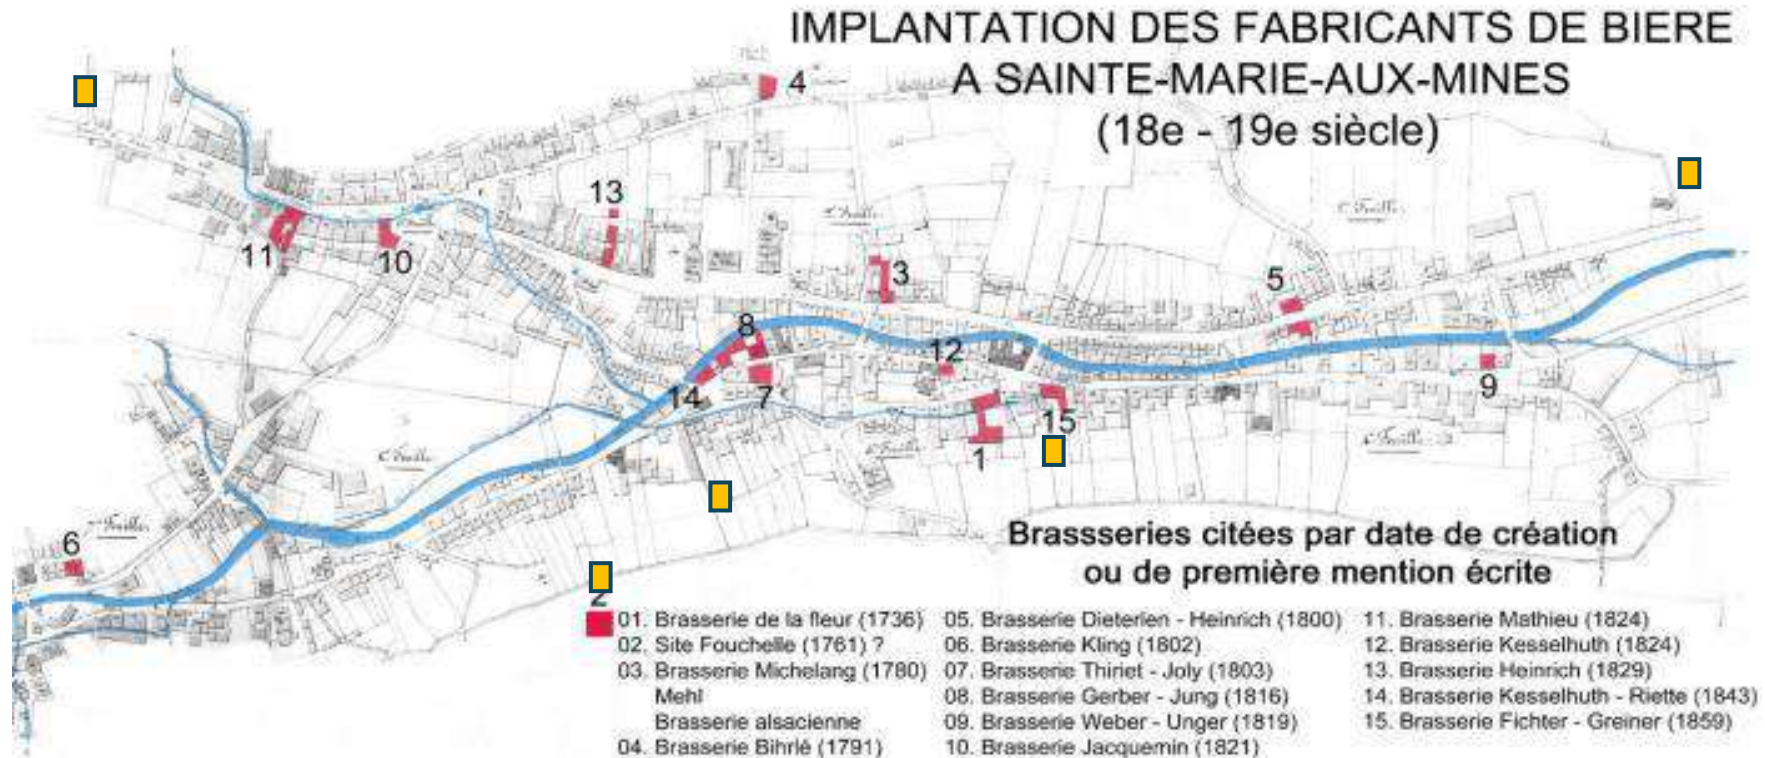 IMPLANTATION DES FABRICANTS DE BIERE
A SAINTE-MARIE-AUX-MINES
(18e - 19e siècle)
4
13
11
10
3
5
8
12
14
7
9
15
1
6
2
Brassseries citées par date de création
ou de première mention écrite
01. Brasserie de la fleur (1736)
02. Site Fouchelle (1761) ?
03. Brasserie Michelang (1780)
Mehl
Brasserie alsacienne
04. Brasserie Bihrlé (1791)
05. Brasserie Dieterlen - Heinrich (1800)
06. Brasserie Kling (1802)
07. Brasserie Thiriet - Joly (1803)
08. Brasserie Gerber - Jung (1816)
09. Brasserie Weber - Unger (1819)
10. Brasserie Jacquemin (1821)
11. Brasserie Mathieu (1824)
12. Brasserie Kesselhuth (1824)
13. Brasserie Heinrich (1829)
14. Brasserie Kesselhuth - Riette (1843)
15. Brasserie Fichter - Greiner (1859)